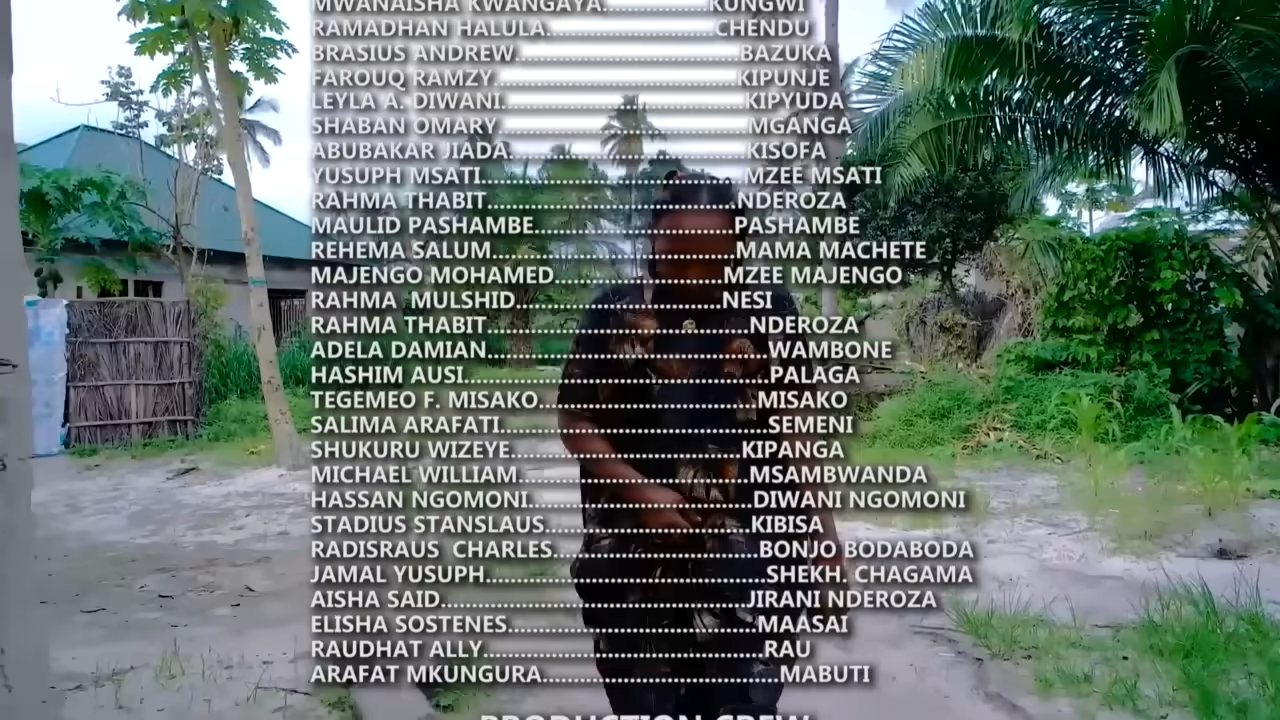 MWANAISHA KWANGAYA...............KUNGWI
RAMADHAN HALULA.......................CHENDU
BRASIUS ANDREW...............................BAZUKA
FAROUQ RAMZY.................................KIPUNJE
LEYLA A. DIWANI.................................KIPYUDA
SHABAN OMARY..................................MGANGA
ABUBAKAR JIADA................................KISOFA
YUSUPH MSATI...................................MZEE MSATI
RAHMA THABIT..................................NDEROZA
MAULID PASHAMBE...........................PASHAMBE
REHEMA SALUM.................................MAMA MACHETE
MAJENGO MOHAMED.......................MZEE MAJENGO
RAHMA  MULSHID............................NESI
RAHMA THABIT...................................NDEROZA
ADELA DAMIAN......................................WAMBONE
HASHIM AUSI.........................................PALAGA
TEGEMEO F. MISAKO.............................MISAKO
SALIMA ARAFATI....................................SEMENI
SHUKURU WIZEYE...............................KIPANGA
MICHAEL WILLIAM...............................MSAMBWANDA
HASSAN NGOMONI..............................DIWANI NGOMONI
STADIUS STANSLAUS...........................KIBISA
RADISRAUS  CHARLES...........................BONJO BODABODA
JAMAL YUSUPH.....................................SHEKH. CHAGAMA
AISHA SAID.........................................JIRANI NDEROZA
ELISHA SOSTENES.................................MAASAI
RAUDHAT ALLY.....................................RAU
ARAFAT MKUNGURA...............................MABUTI
PRODUCTION CREW